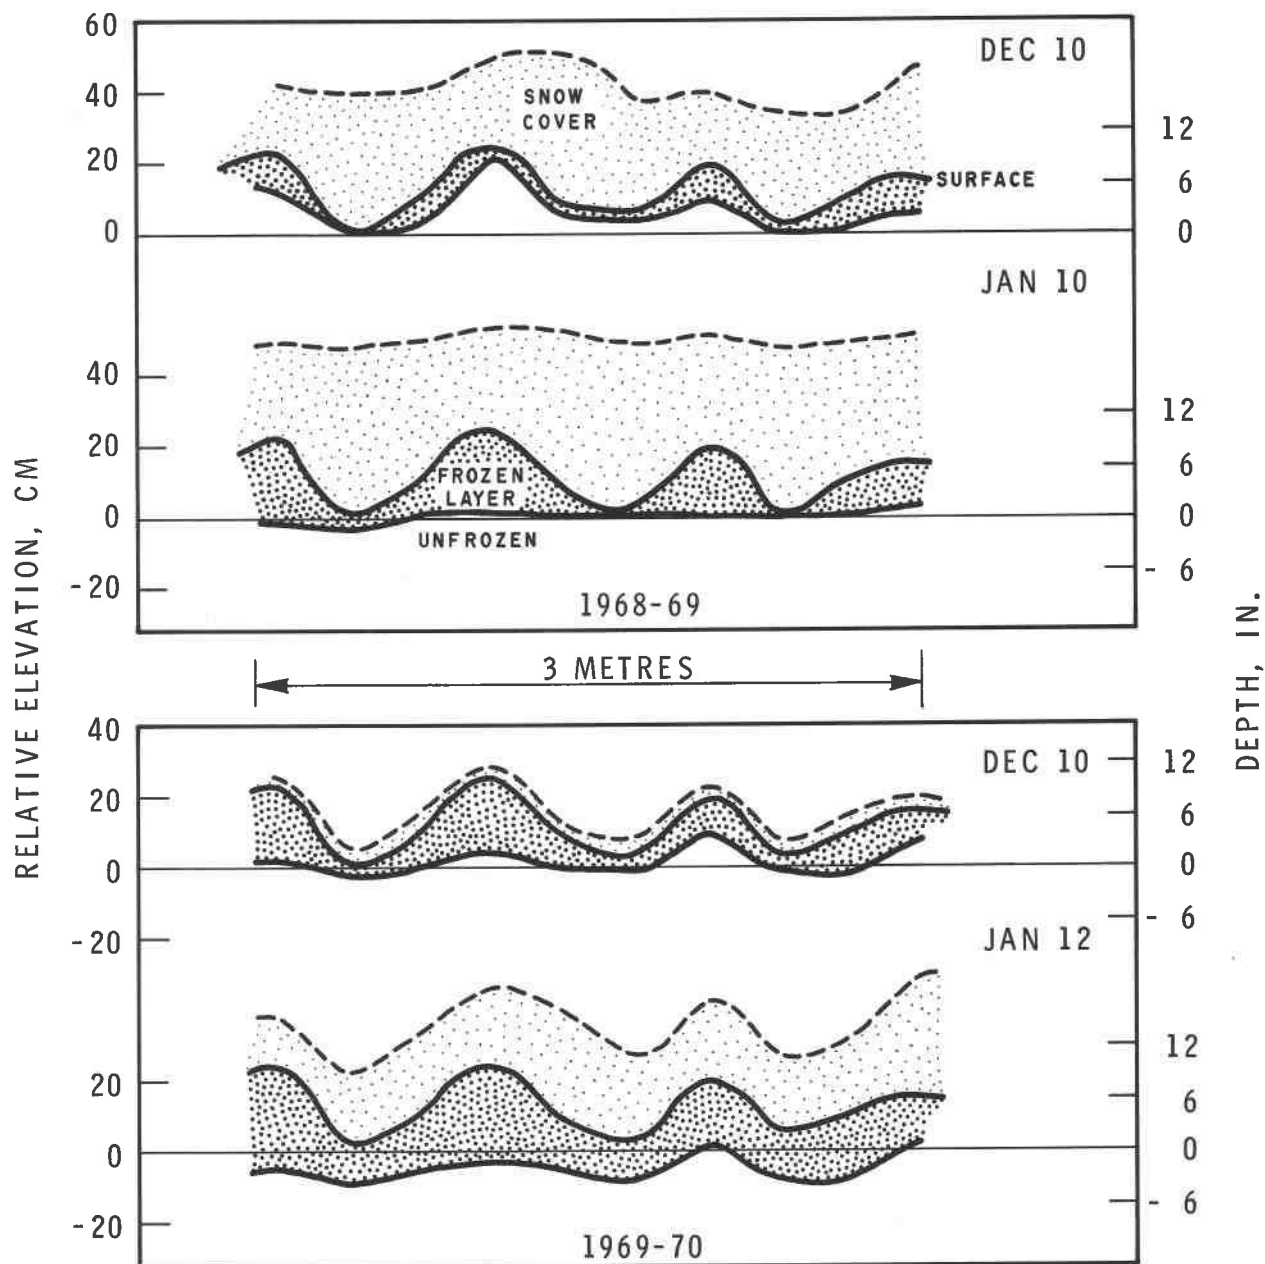 60
DEC 10
40
SNOW
COVER
12
20
6
SURFACE
0
0
JAN 10
40
12
20
FROZEN
LAYER
6
0
0
UNFROZEN
-20
- 6
1968-69
RELATIVE ELEVATION, CM
DEPTH, IN.
3 METRES
40
DEC 10
12
20
6
0
0
- 6
-20
JAN 12
12
20
6
0
0
- 6
-20
1969-70